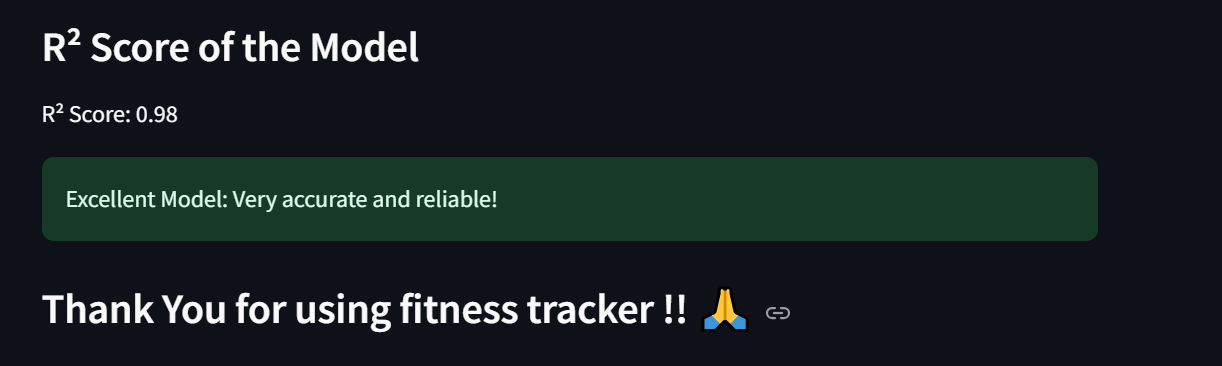 R² Score of the Model
R² Score: 0.98
Excellent Model: Very accurate and reliable!
Thank You for using fitness tracker !! 🙏